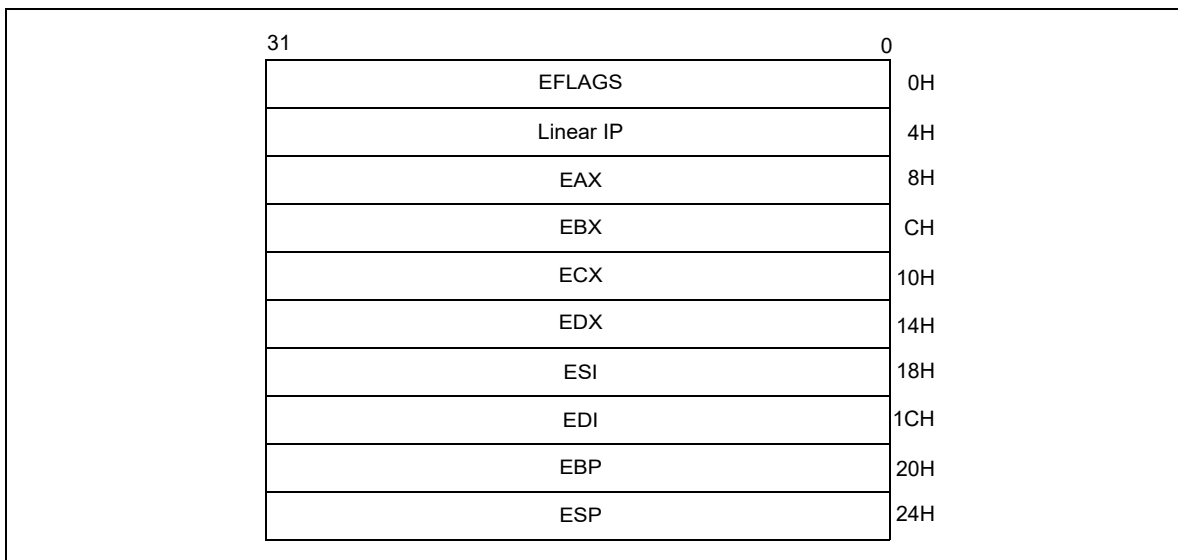 31 0
EFLAGS 0H
Linear IP 4H
EAX 8H
EBX CH
ECX 10H
EDX 14H
ESI 18H
EDI 1CH
EBP 20H
ESP 24H